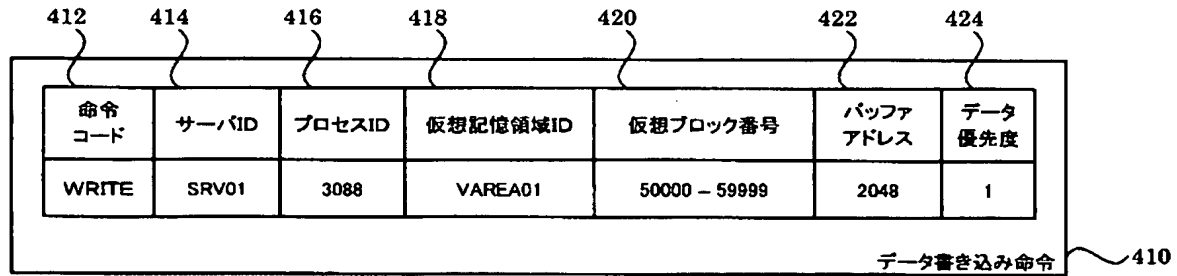 412 414 416 418 420 422 424
命令コード サーバID プロセスID 仮想記憶領域ID 仮想ブロック番号 バッファアドレス データ優先度
WRITE SRV01 3088 VAREA01 50000 – 59999 2048 1
データ書き込み命令 410